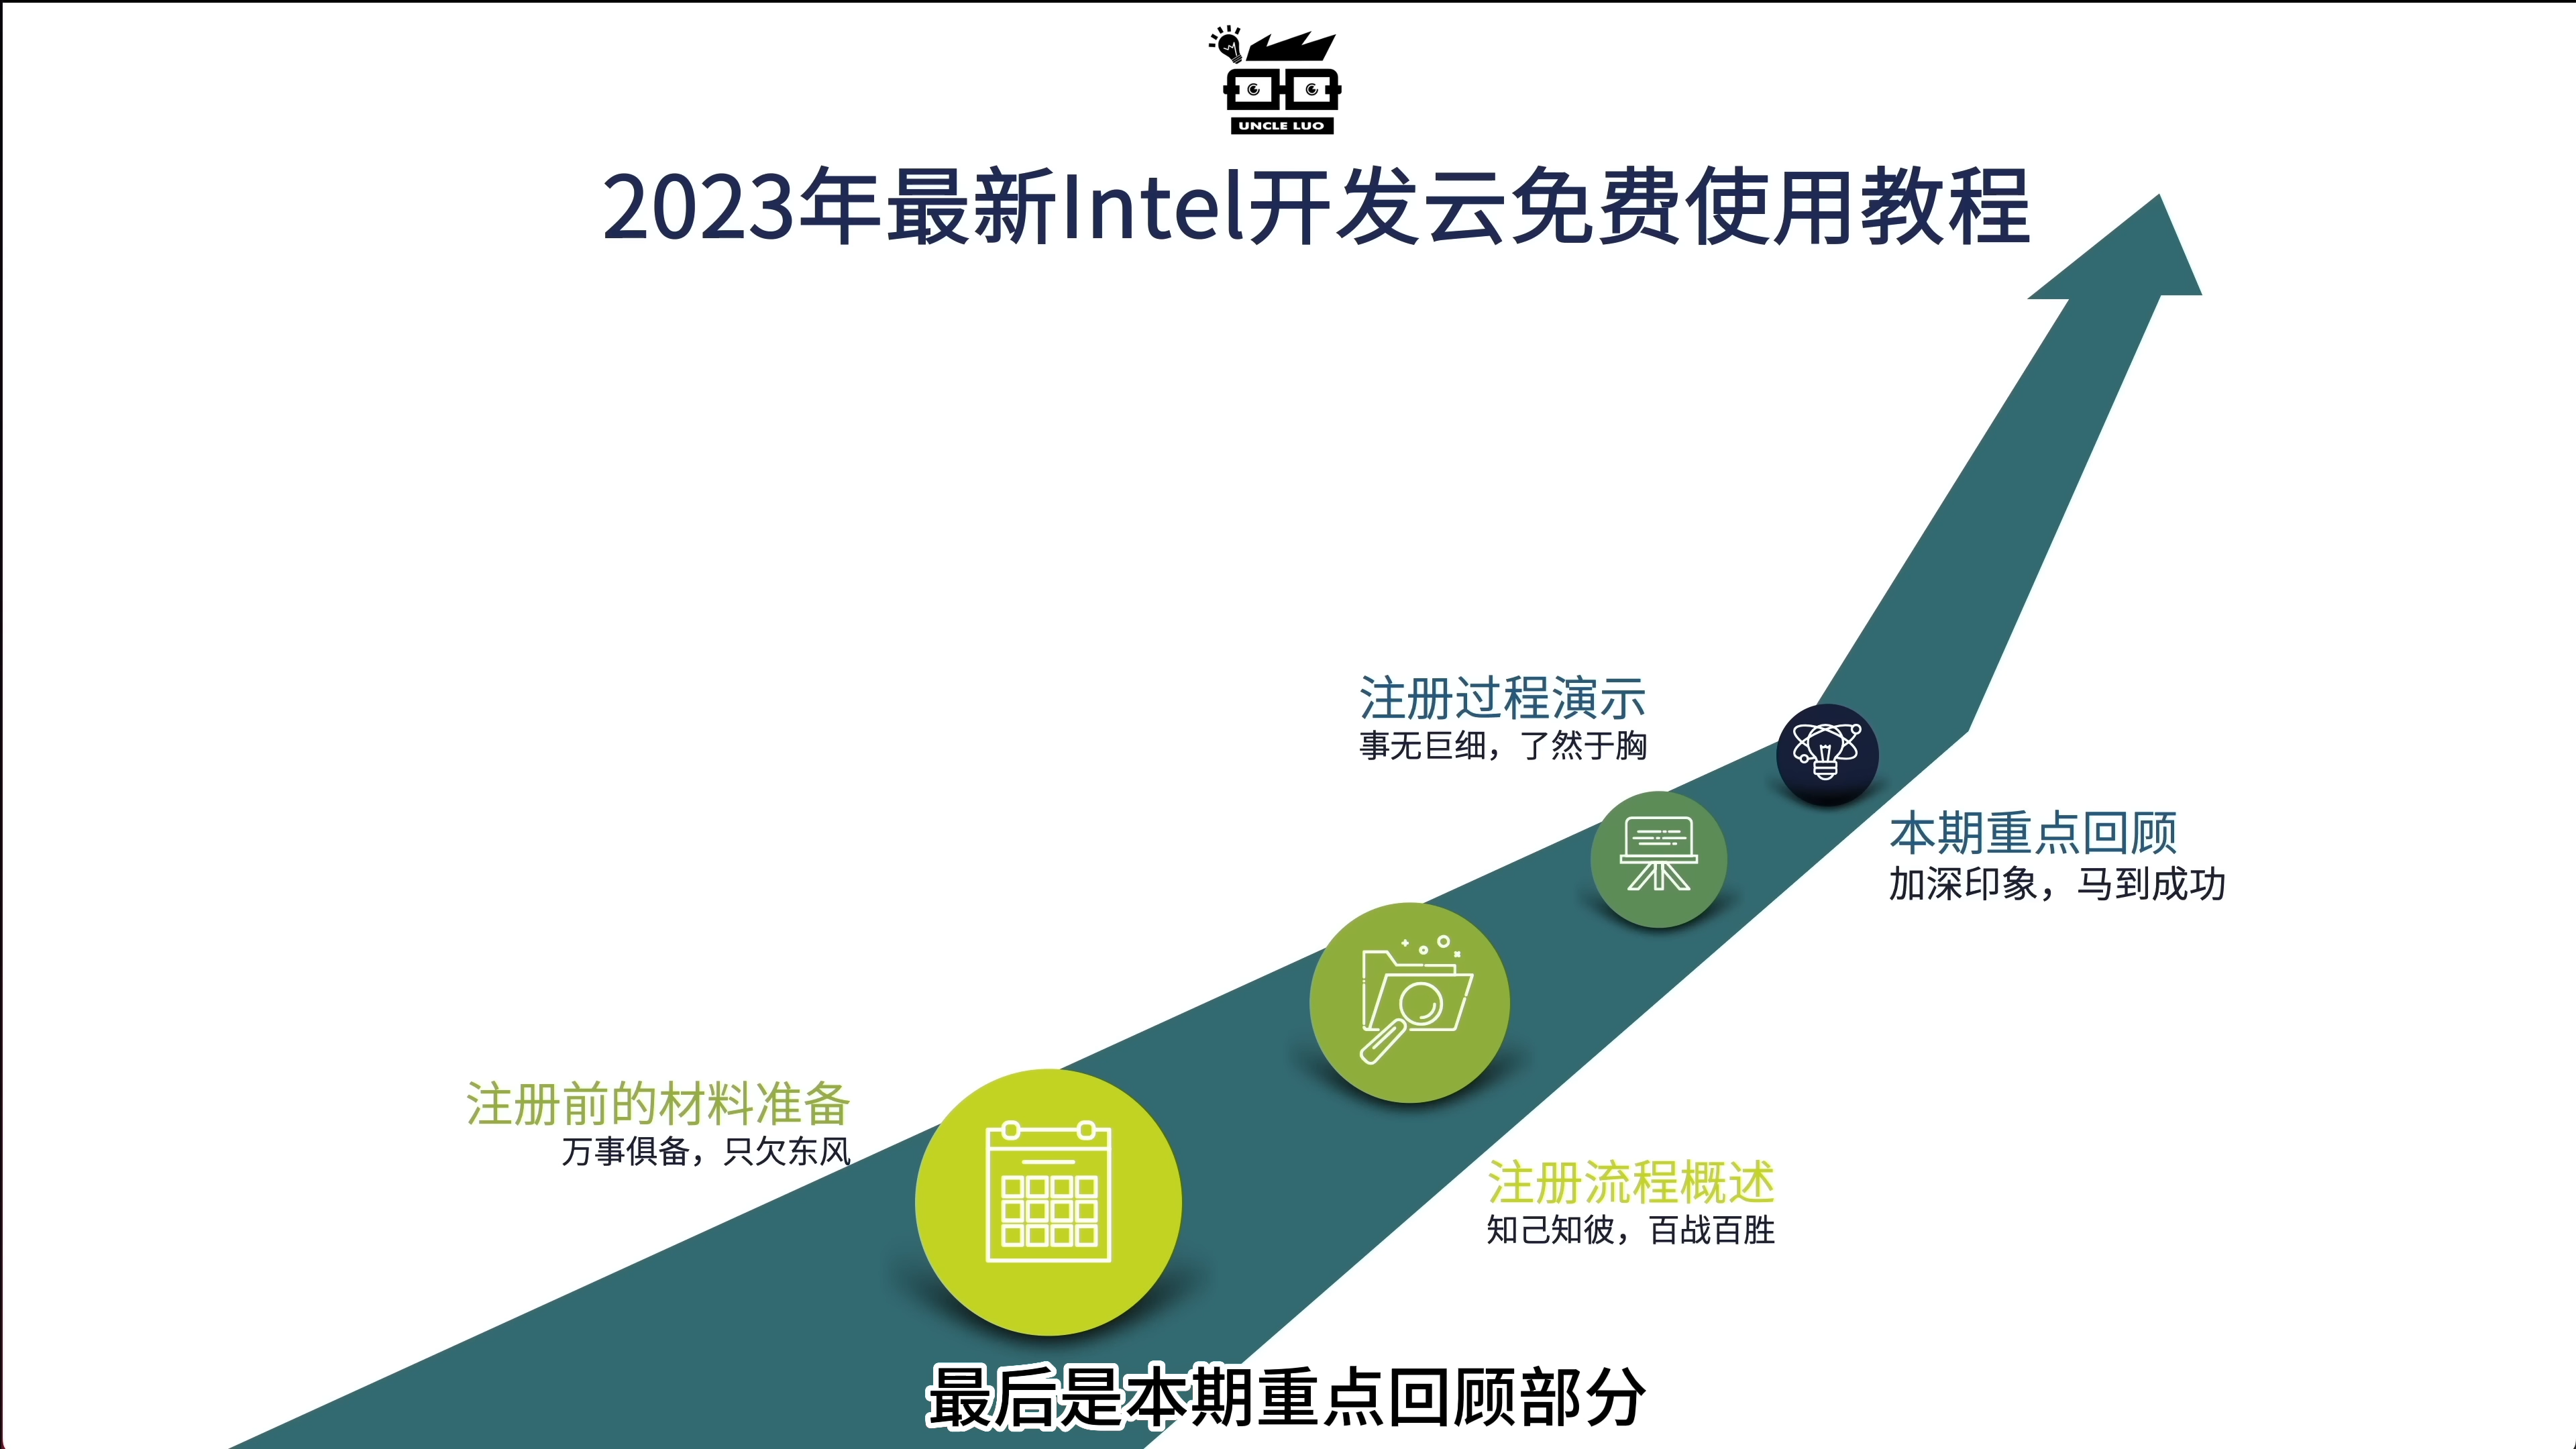 UNCLE LUO
2023年最新Intel开发云免费使用教程
注册过程演示
事无巨细，了然于胸
本期重点回顾
加深印象，马到成功
注册前的材料准备
万事俱备，只欠东风
注册流程概述
知己知彼，百战百胜
最后是本期重点回顾部分